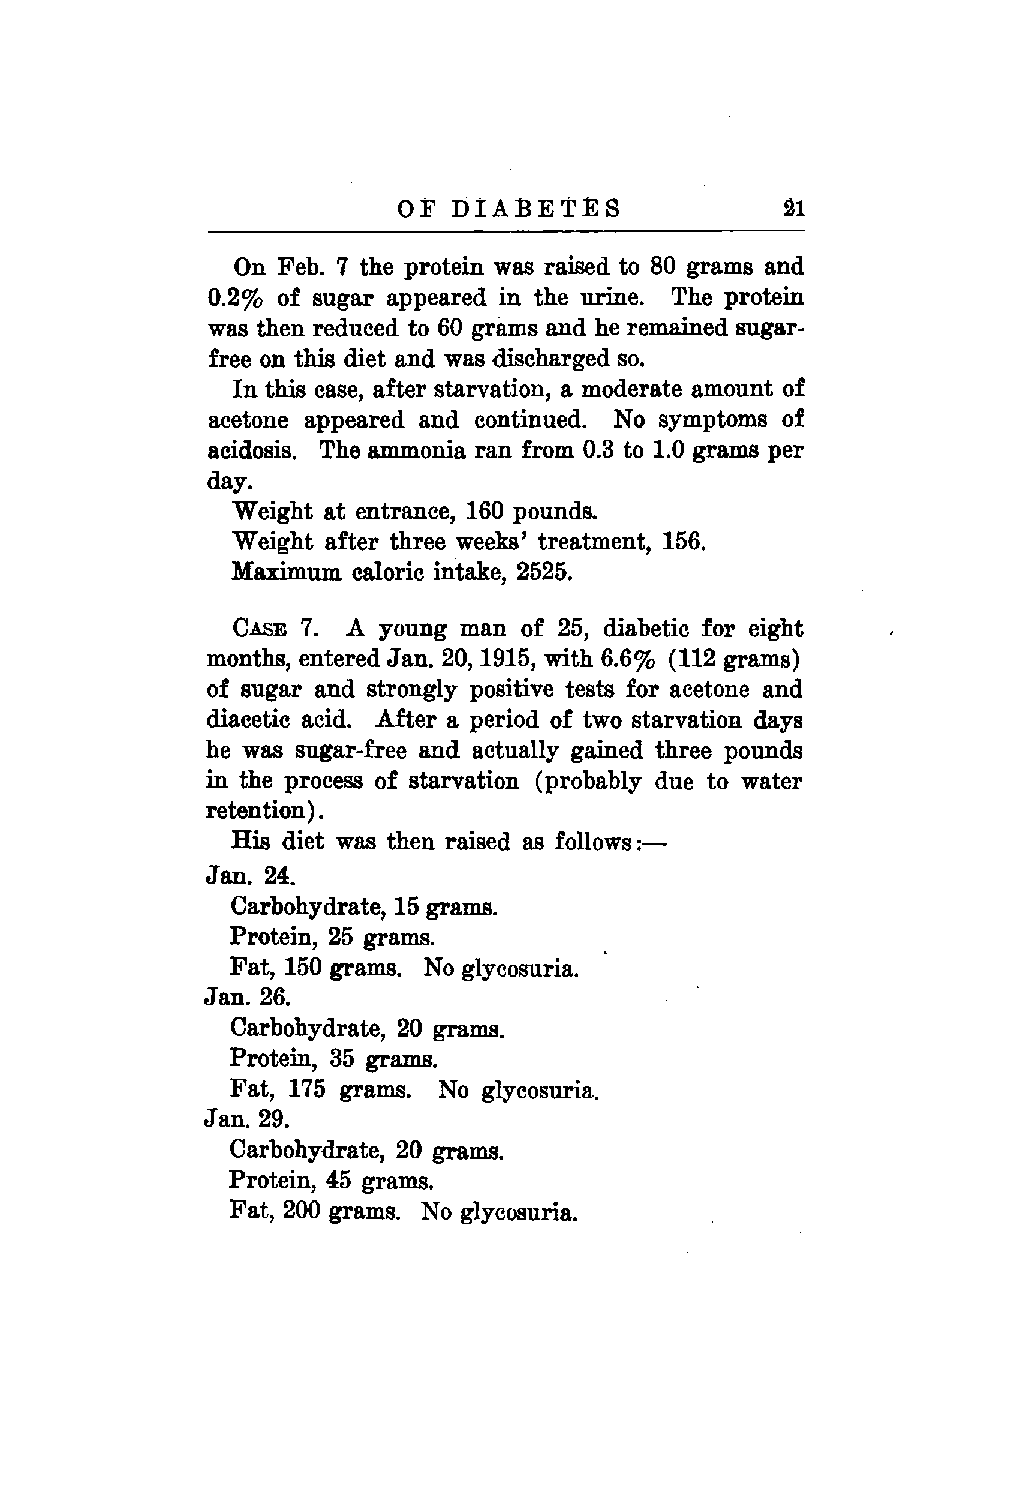 OF DIABETES 21
On Feb. 7 the protein was raised to 80 grams and
0.2% of sugar appeared in the urine. The protein
was then reduced to 60 grams and he remained sugar-
free on this diet and was discharged so.
In this case, after starvation, a moderate amount of
acetone appeared and continued. No symptoms of
acidosis. The ammonia ran from 0.3 to 1.0 grams per
day.
Weight at entrance, 160 pounds.
Weight after three weeks' treatment, 156.
Maximum caloric intake, 2525.
CASE 7. A young man of 25, diabetic for eight
months, entered Jan. 20, 1915, with 6.6% (112 grams)
of sugar and strongly positive tests for acetone and
diacetic acid. After a period of two starvation days
he was sugar-free and actually gained three pounds
in the process of starvation (probably due to water
retention).
His diet was then raised as follows:—
Jan. 24.
Carbohydrate, 15 grams.
Protein, 25 grams.
Fat, 150 grams. No glycosuria.
Jan. 26.
Carbohydrate, 20 grams.
Protein, 35 grams.
Fat, 175 grams. No glycosuria.
Jan. 29.
Carbohydrate, 20 grams.
Protein, 45 grams.
Fat, 200 grams. No glycosuria.